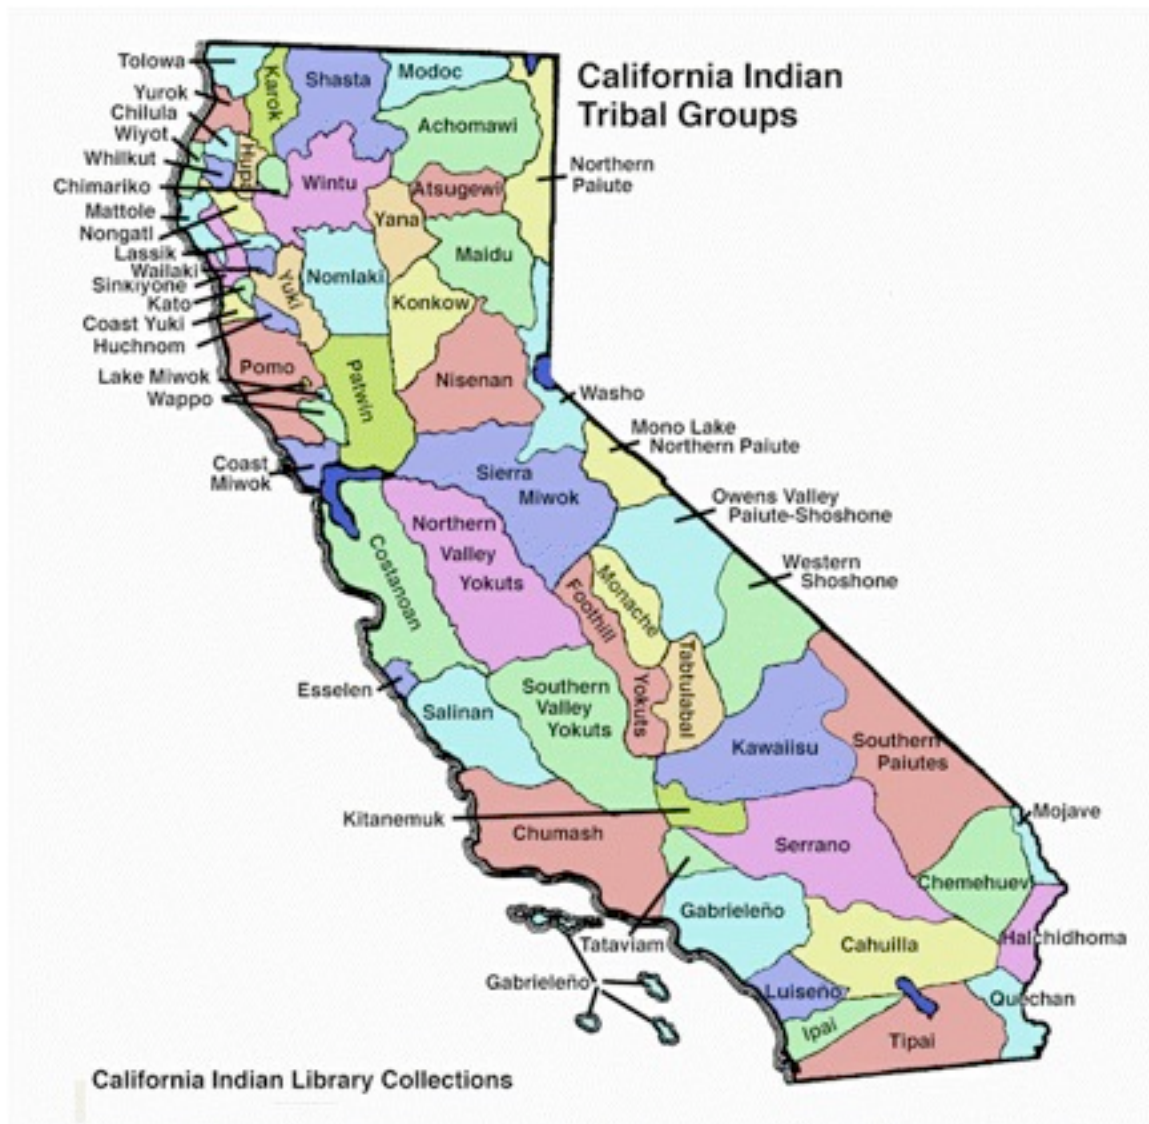 California Indian
Tribal Groups
Tolowa
Karok
Shasta
Modoc
Yurok
Chilula
Wiyot
Achomawi
Whilkut
Hupa
Northern
Paiute
Chimariko
Wintu
Atsugewi
Mattole
Yana
Nongatl
Lassik
Maidu
Wailaki
Sinkiyone
Yuki
Nomlaki
Kato
Konkow
Coast Yuki
Huchnom
Pomo
Lake Miwok
Patwin
Nisenan
Wappo
Washo
Mono Lake
Northern Paiute
Coast
Miwok
Sierra
Miwok
Owens Valley
Paiute-Shoshone
Northern
Valley
Yokuts
Costanoan
Western
Shoshone
Monache
Foothill
Yokuts
Tabtulabal
Esselen
Salinan
Southern
Valley
Yokuts
Kawaiisu
Southern
Paiutes
Kitanemuk
Chumash
Mojave
Serrano
Chemehuevi
Gabrieleño
Tataviam
Cahuilla
Halchidhoma
Gabrieleño
Luiseño
Quechan
Ipai
Tipai
California Indian Library Collections